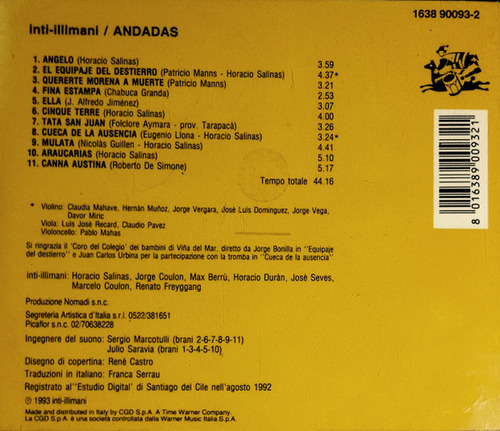 1638 90093-2
inti-illimani / ANDADAS
1. ANGELO (Horacio Salinas) 3.59
2. EL EQUIPAJE DEL DESTIERRO (Patricio Manns - Horacio Salinas) 4.37*
3. QUERERTE MORENA A MUERTE (Patricio Manns) 3.21
4. FINA ESTAMPA (Chabuca Granda) 2.53
5. ELLA (J. Alfredo Jiménez) 3.07
6. CINQUE TERRE (Horacio Salinas) 4.00
7. TATA SAN JUAN (Folclore Aymara - prov. Tarapacà) 3.26
8. CUECA DE LA AUSENCIA (Eugenio Llona - Horacio Salinas) 3.24*
9. MULATA (Nicolàs Guillen - Horacio Salinas) 4.41
10. ARAUCARIAS (Horacio Salinas) 5.10
11. CANNA AUSTINA (Roberto De Simone) 5.17
Tempo totale 44.16
8 016389 009321
* Violino: Claudia Mahave, Hernán Muñoz, Jorge Vergara, José Luis Dominguez, Jorge Vega,
Davor Miric
Viola: Luis José Recard, Claudio Pavez
Violoncello: Pablo Mahas
Si ringrazia il 'Coro del Colegio' dei bambini di Viña del Mar, diretto da Jorge Bonilla in "Equipaje
del destierro" e Juan Carlos Urbina per la partecipazione con la tromba in "Cueca de la ausencia"
inti-illimani: Horacio Salinas, Jorge Coulon, Max Berrù, Horacio Duràn, Josè Seves,
Marcelo Coulon, Renato Freyggang
Produzione Nomadi s.n.c.
Segreteria Artistica d'Italia s.r.l. 0522/381651
Picaflor s.n.c. 02/70638228
Ingegnere del suono: Sergio Marcotulli (brani 2-6-7-8-9-11)
Julio Saravia (brani 1-3-4-5-10)
Disegno di copertina: Renè Castro
Traduzioni in italiano: Franca Serrau
Registrato al "Estudio Digital" di Santiago del Cile nell'agosto 1992
℗ 1993 inti-illimani
Made and distributed in Italy by CGD S.p.A. A Time Warner Company.
La CGD S.p.A. è una società controllata dalla Warner Music Italia S.p.A.